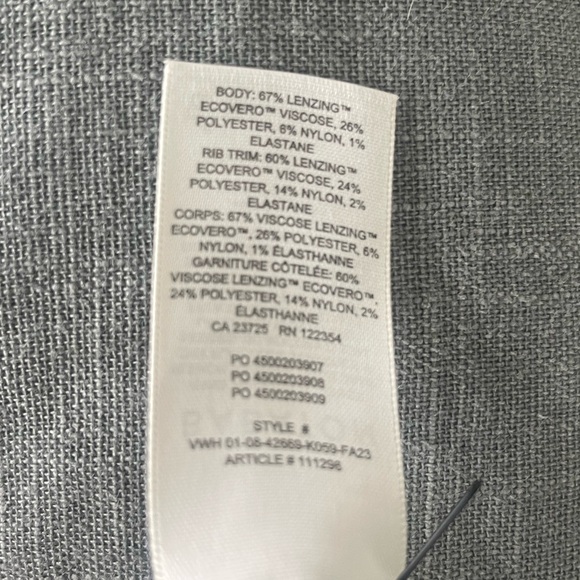 BODY: 67% LENZING™
ECOVERO™ VISCOSE, 26%
POLYESTER, 6% NYLON, 1%
ELASTANE
RIB TRIM: 60% LENZING™
ECOVERO™ VISCOSE, 24%
POLYESTER, 14% NYLON, 2%
ELASTANE
CORPS: 67% VISCOSE LENZING™
ECOVERO™, 26% POLYESTER, 6%
NYLON, 1% ÉLASTHANNE
GARNITURE CÔTELÉE: 60%
VISCOSE LENZING™ ECOVERO™,
24% POLYESTER, 14% NYLON, 2%
ÉLASTHANNE
CA 23725 RN 122354
PO 4500203907
PO 4500203908
PO 4500203909
STYLE #
VWH 01-08-42669-K059-FA23
ARTICLE # 111296